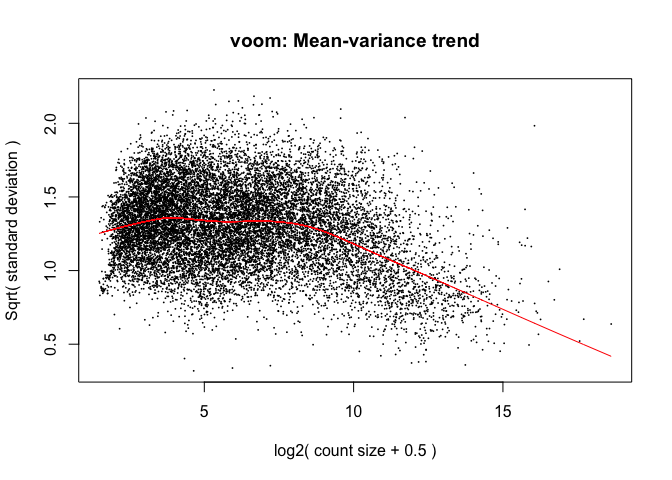 voom: Mean-variance trend
Sqrt( standard deviation )
2.0
1.5
1.0
0.5
5 10 15
log2( count size + 0.5 )